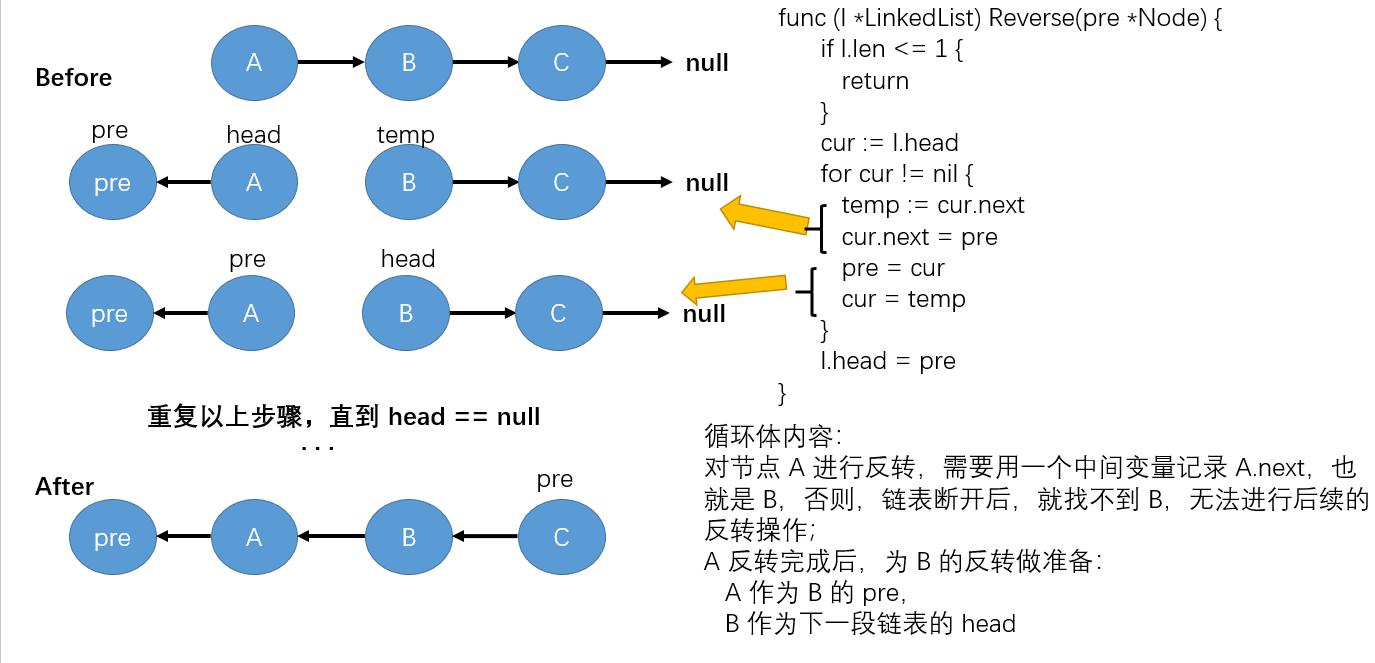 Before
A
B
C
null
pre
head
temp
pre
A
B
C
null
pre
head
pre
A
B
C
null
重复以上步骤，直到 head == null
...
After
pre
pre
A
B
C
func (l *LinkedList) Reverse(pre *Node) {
if l.len <= 1 {
return
}
cur := l.head
for cur != nil {
temp := cur.next
cur.next = pre
pre = cur
cur = temp
}
l.head = pre
}
循环体内容：
对节点 A 进行反转，需要用一个中间变量记录 A.next，也
就是 B，否则，链表断开后，就找不到 B，无法进行后续的
反转操作；
A 反转完成后，为 B 的反转做准备：
A 作为 B 的 pre，
B 作为下一段链表的 head